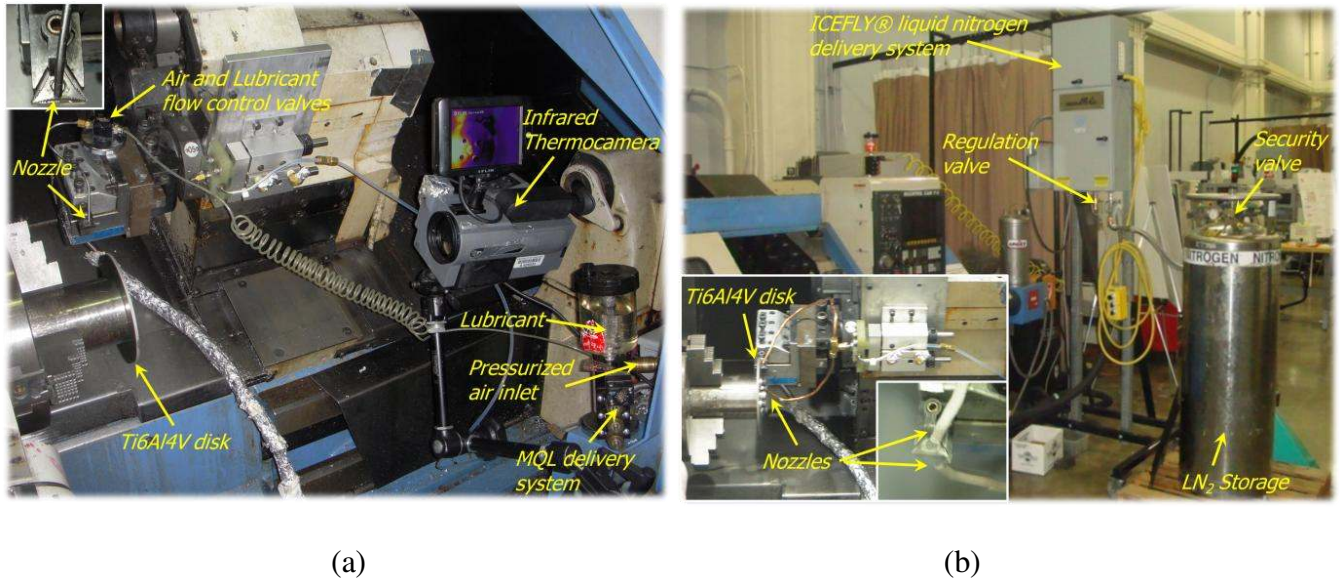 Air and Lubricant
flow control valves
Nozzle
Infrared
Thermocamera
Lubricant
Pressurized
air inlet
Ti6Al4V disk
MQL delivery
system
(a)
ICEFLY® liquid nitrogen
delivery system
Regulation
valve
Security
valve
NITROGEN NITRO
Ti6Al4V disk
Nozzles
LN₂ Storage
(b)